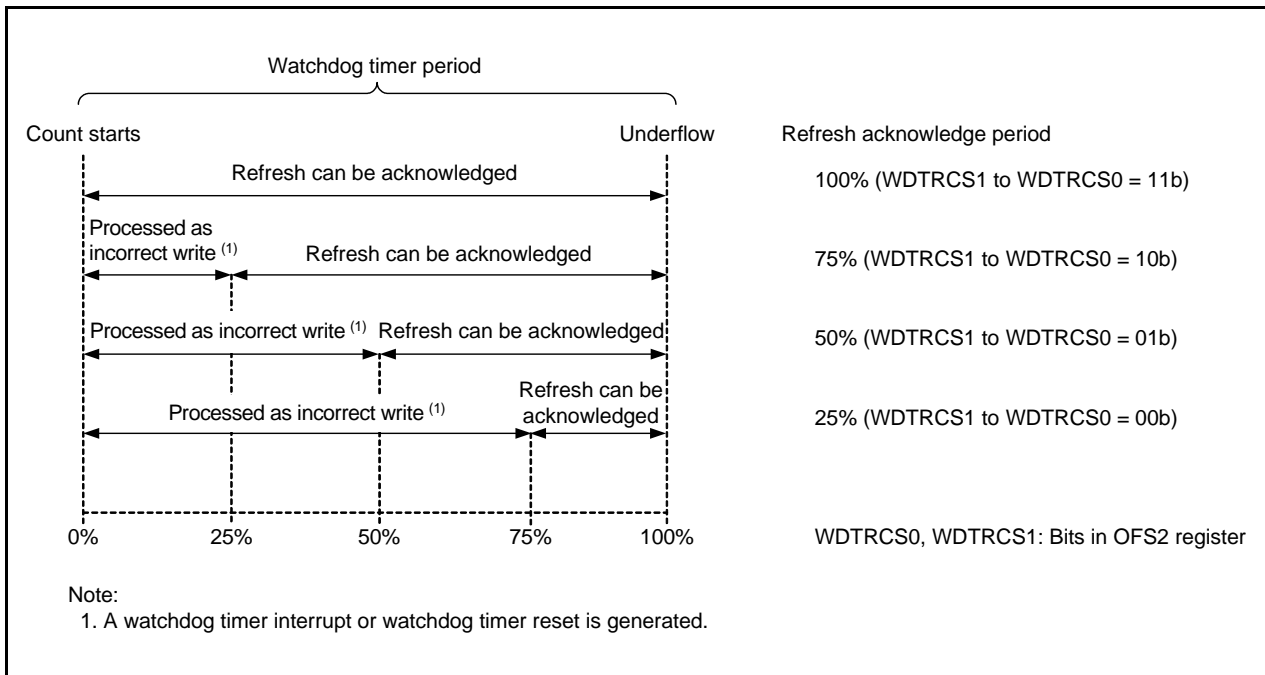 Watchdog timer period
Count starts
Underflow
Refresh acknowledge period
Refresh can be acknowledged
100% (WDTRCS1 to WDTRCS0 = 11b)
Processed as
incorrect write (1)
Refresh can be acknowledged
75% (WDTRCS1 to WDTRCS0 = 10b)
Processed as incorrect write (1)
Refresh can be acknowledged
50% (WDTRCS1 to WDTRCS0 = 01b)
Processed as incorrect write (1)
Refresh can be
acknowledged
25% (WDTRCS1 to WDTRCS0 = 00b)
0%
25%
50%
75%
100%
WDTRCS0, WDTRCS1: Bits in OFS2 register
Note:
1. A watchdog timer interrupt or watchdog timer reset is generated.